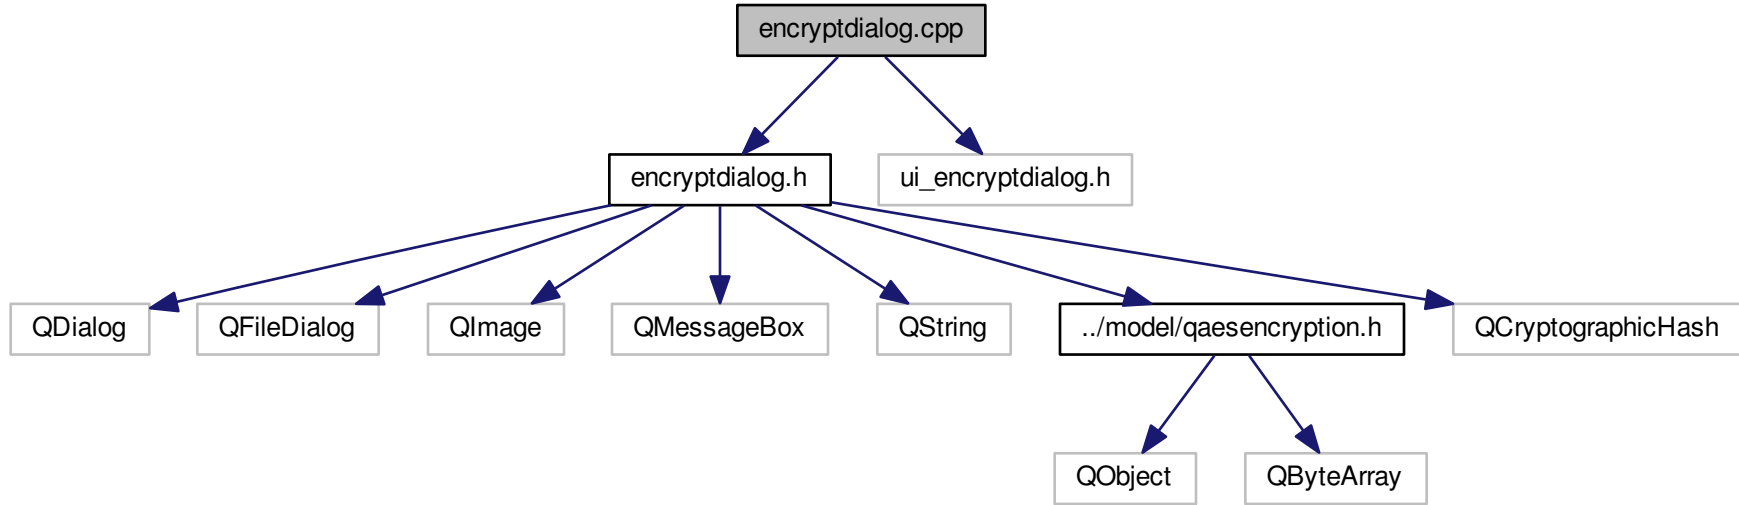 encryptdialog.cpp
encryptdialog.h
ui_encryptdialog.h
QDialog
QFileDialog
QImage
QMessageBox
QString
../model/qaesencryption.h
QCryptographicHash
QObject
QByteArray